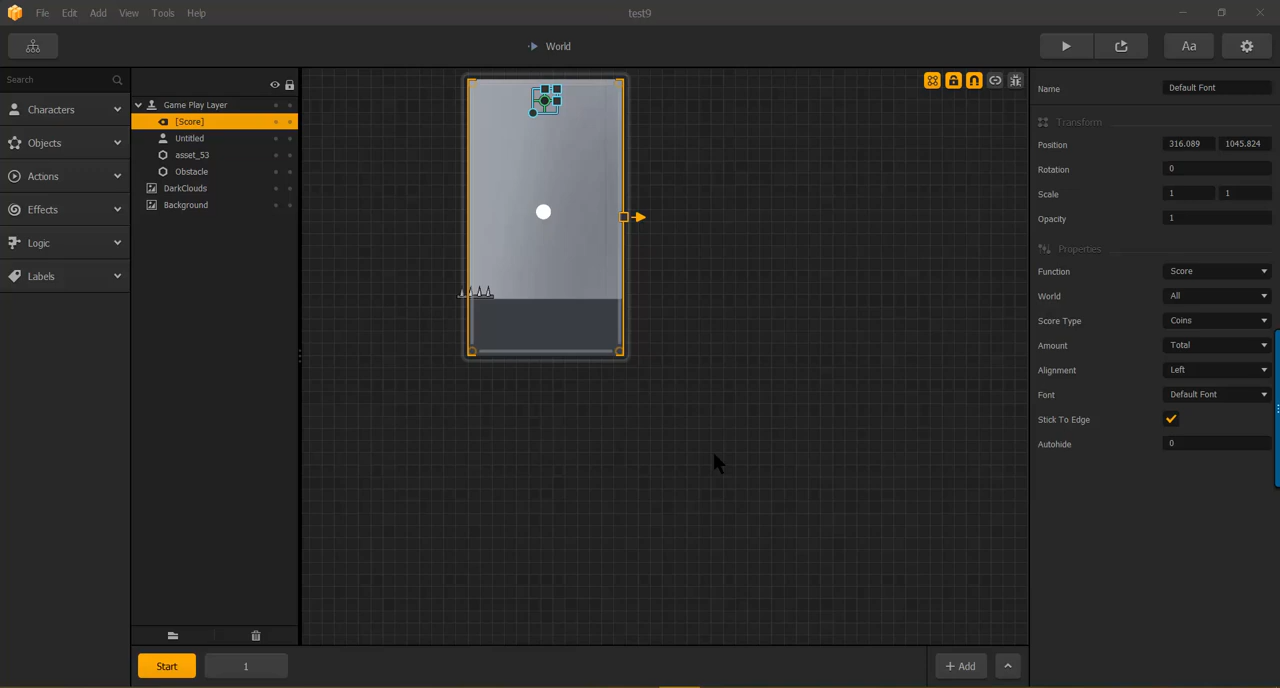 File Edit Add View Tools Help
test9
World
Aa
Search
Characters
Objects
Actions
Effects
Logic
Labels
Game Play Layer
[Score]
Untitled
asset_53
Obstacle
DarkClouds
Background
Name Default Font
Transform
Position 316.089 1045.824
Rotation 0
Scale 1 1
Opacity 1
Properties
Function Score
World All
Score Type Coins
Amount Total
Alignment Left
Font Default Font
Stick To Edge
Autohide 0
Start 1
+ Add